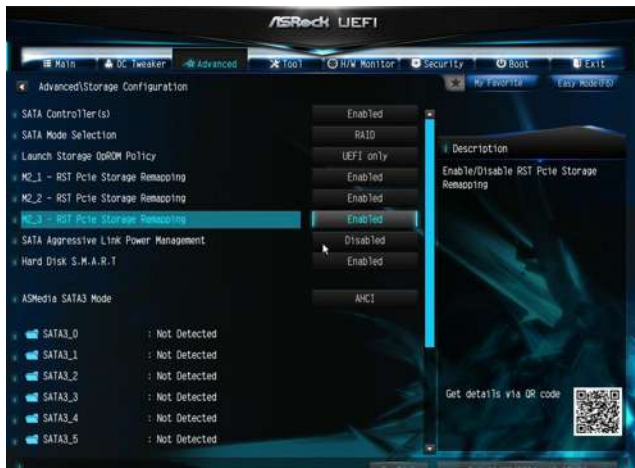 ASRock UEFI
Main OC Tweaker Advanced Tool H/W Monitor Security Boot Exit
Advanced\Storage Configuration
My Favorite Easy Mode(F6)
SATA Controller(s) Enabled
SATA Mode Selection RAID
Launch Storage OpROM Policy UEFI only
M2_1 - RST Pcie Storage Remapping Enabled
M2_2 - RST Pcie Storage Remapping Enabled
M2_3 - RST Pcie Storage Remapping Enabled
SATA Aggressive Link Power Management Disabled
Hard Disk S.M.A.R.T Enabled
ASMedia SATA3 Mode AHCI
SATA3_0 : Not Detected
SATA3_1 : Not Detected
SATA3_2 : Not Detected
SATA3_3 : Not Detected
SATA3_4 : Not Detected
SATA3_5 : Not Detected
Description
Enable/Disable RST Pcie Storage
Remapping
Get details via QR code